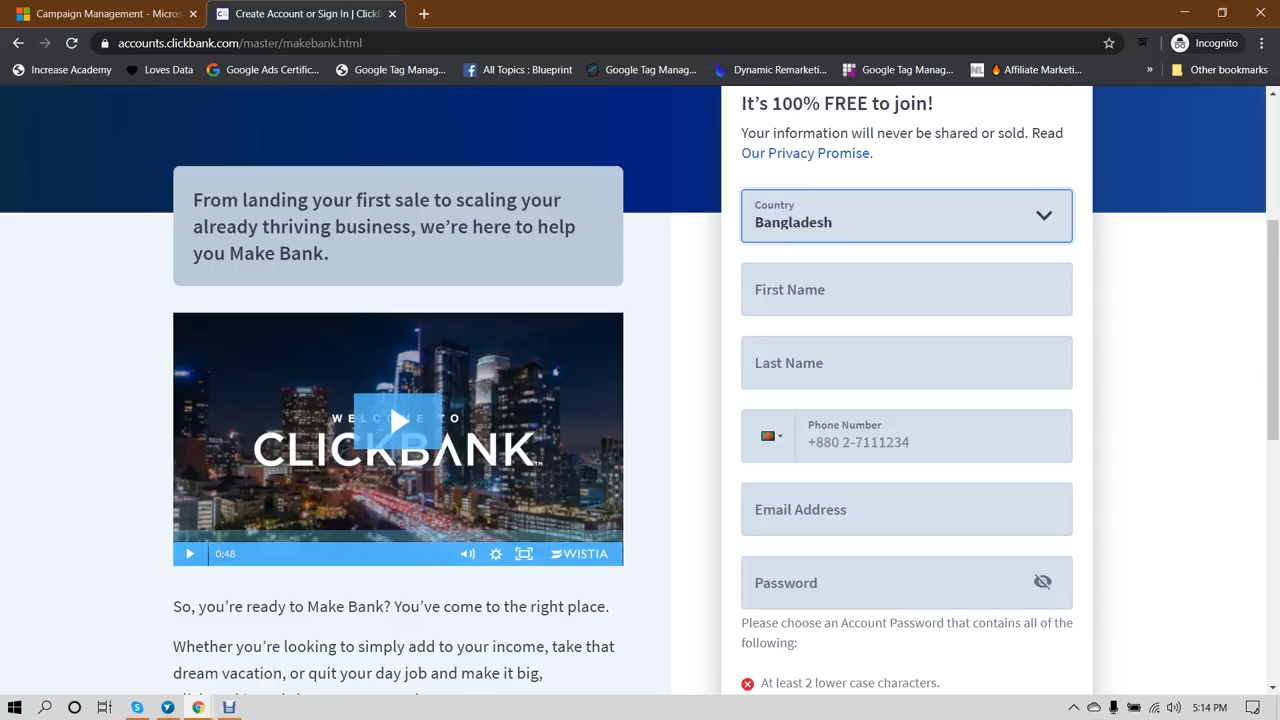 Campaign Management - Micros
Create Account or Sign In | Click
accounts.clickbank.com/master/makebank.html
Incognito
Increase Academy
Loves Data
Google Ads Certific...
Google Tag Manag...
All Topics : Blueprint
Google Tag Manag...
Dynamic Remarketi...
Google Tag Manag...
NL
Affiliate Marketi...
»
Other bookmarks
From landing your first sale to scaling your
already thriving business, we're here to help
you Make Bank.
WELCOME TO
CLICKBANK™
0:48
WISTIA
So, you're ready to Make Bank? You've come to the right place.
Whether you're looking to simply add to your income, take that
dream vacation, or quit your day job and make it big,
It's 100% FREE to join!
Your information will never be shared or sold. Read
Our Privacy Promise.
Country
Bangladesh
First Name
Last Name
Phone Number
+880 2-7111234
Email Address
Password
Please choose an Account Password that contains all of the
following:
At least 2 lower case characters.
5:14 PM